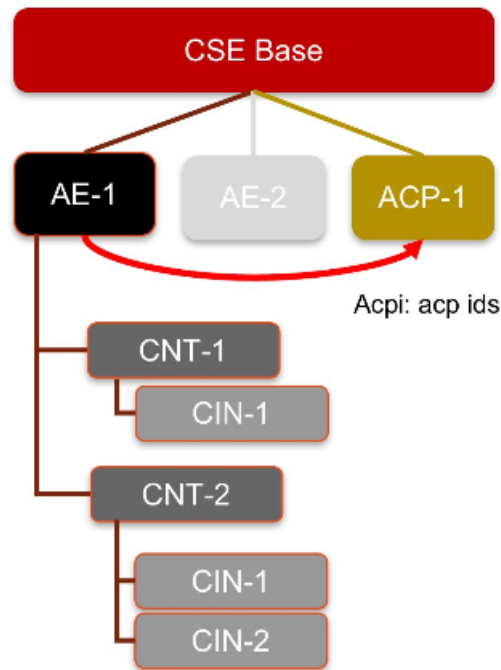 CSE Base
AE-1
AE-2
ACP-1
Acpi: acp ids
CNT-1
CIN-1
CNT-2
CIN-1
CIN-2